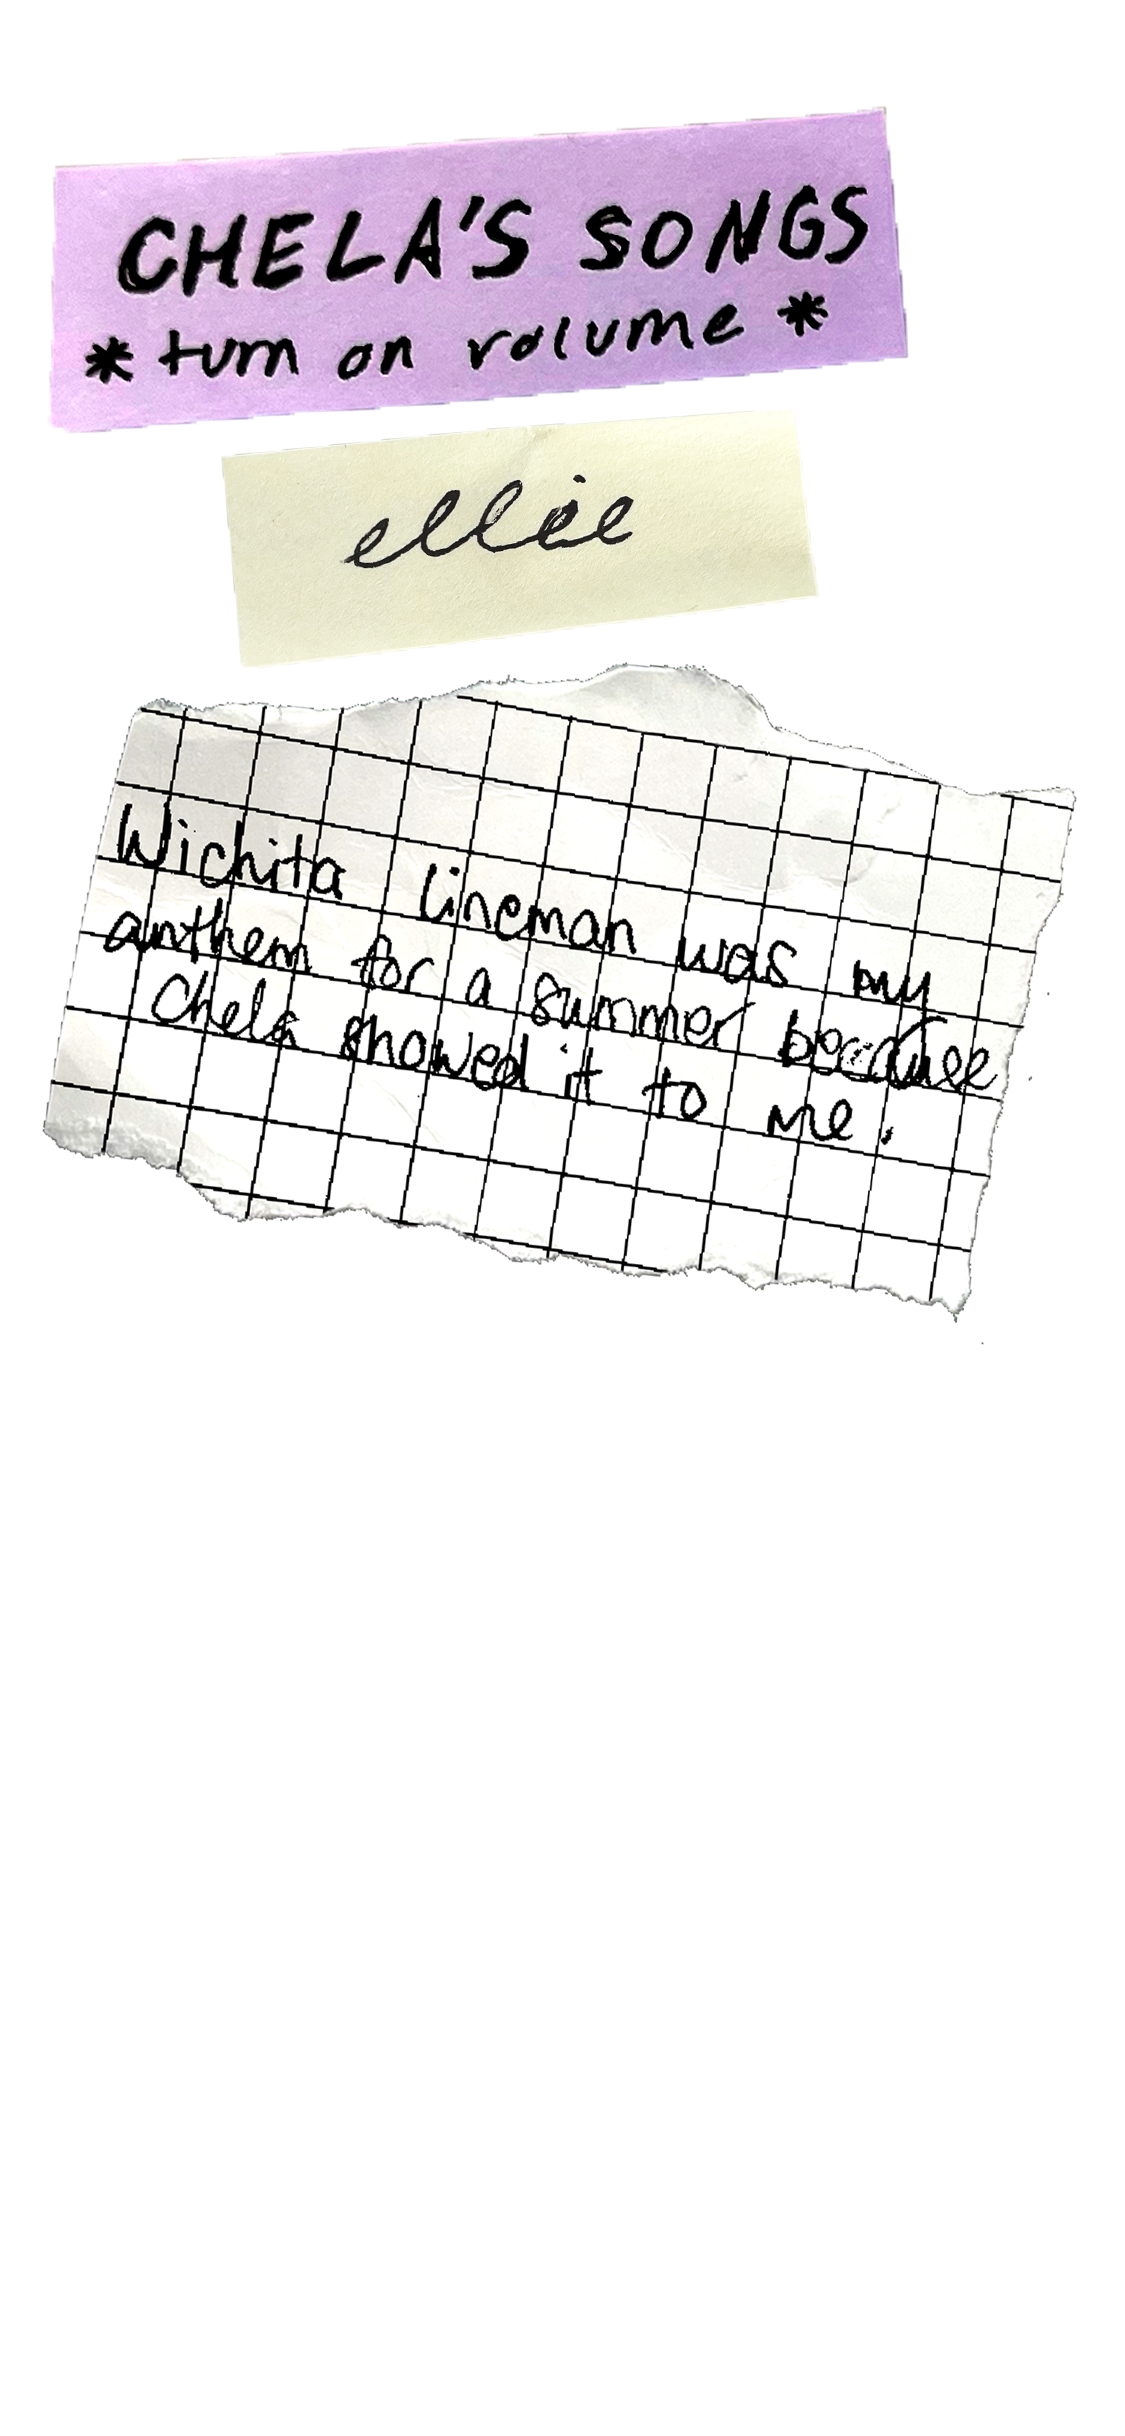 CHELA'S SONGS
* turn on volume *
ellie
Wichita lineman was my
anthem for a summer because
Chela showed it to me.